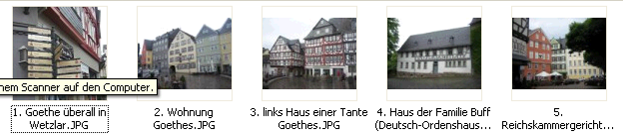 nem Scanner auf den Computer.
1. Goethe überall in
Wetzlar.JPG
2. Wohnung
Goethes.JPG
3. links Haus einer Tante
Goethes.JPG
4. Haus der Familie Buff
(Deutsch-Ordenshaus...
5.
Reichskammergericht...